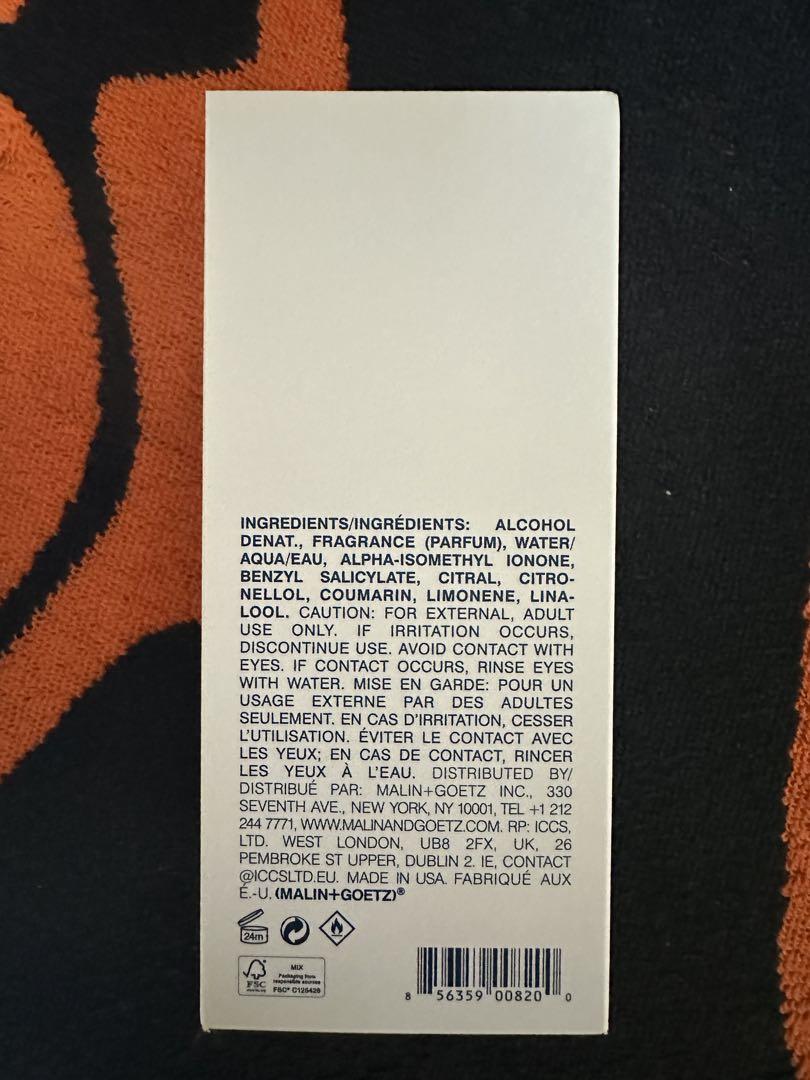 INGREDIENTS/INGRÉDIENTS: ALCOHOL
DENAT., FRAGRANCE (PARFUM), WATER/
AQUA/EAU, ALPHA-ISOMETHYL IONONE,
BENZYL SALICYLATE, CITRAL, CITRO-
NELLOL, COUMARIN, LIMONENE, LINA-
LOOL. CAUTION: FOR EXTERNAL, ADULT
USE ONLY. IF IRRITATION OCCURS,
DISCONTINUE USE. AVOID CONTACT WITH
EYES. IF CONTACT OCCURS, RINSE EYES
WITH WATER. MISE EN GARDE: POUR UN
USAGE EXTERNE PAR DES ADULTES
SEULEMENT. EN CAS D'IRRITATION, CESSER
L'UTILISATION. ÉVITER LE CONTACT AVEC
LES YEUX; EN CAS DE CONTACT, RINCER
LES YEUX À L'EAU. DISTRIBUTED BY/
DISTRIBUÉ PAR: MALIN+GOETZ INC., 330
SEVENTH AVE., NEW YORK, NY 10001, TEL +1 212
244 7771, WWW.MALINANDGOETZ.COM. RP: ICCS,
LTD. WEST LONDON, UB8 2FX, UK, 26
PEMBROKE ST UPPER, DUBLIN 2. IE, CONTACT
@ICCSLTD.EU. MADE IN USA. FABRIQUÉ AUX
É.-U. (MALIN+GOETZ)®
24m
FSC
MIX
Packaging from
responsible sources
FSC® C125426
8 56359 00820 0